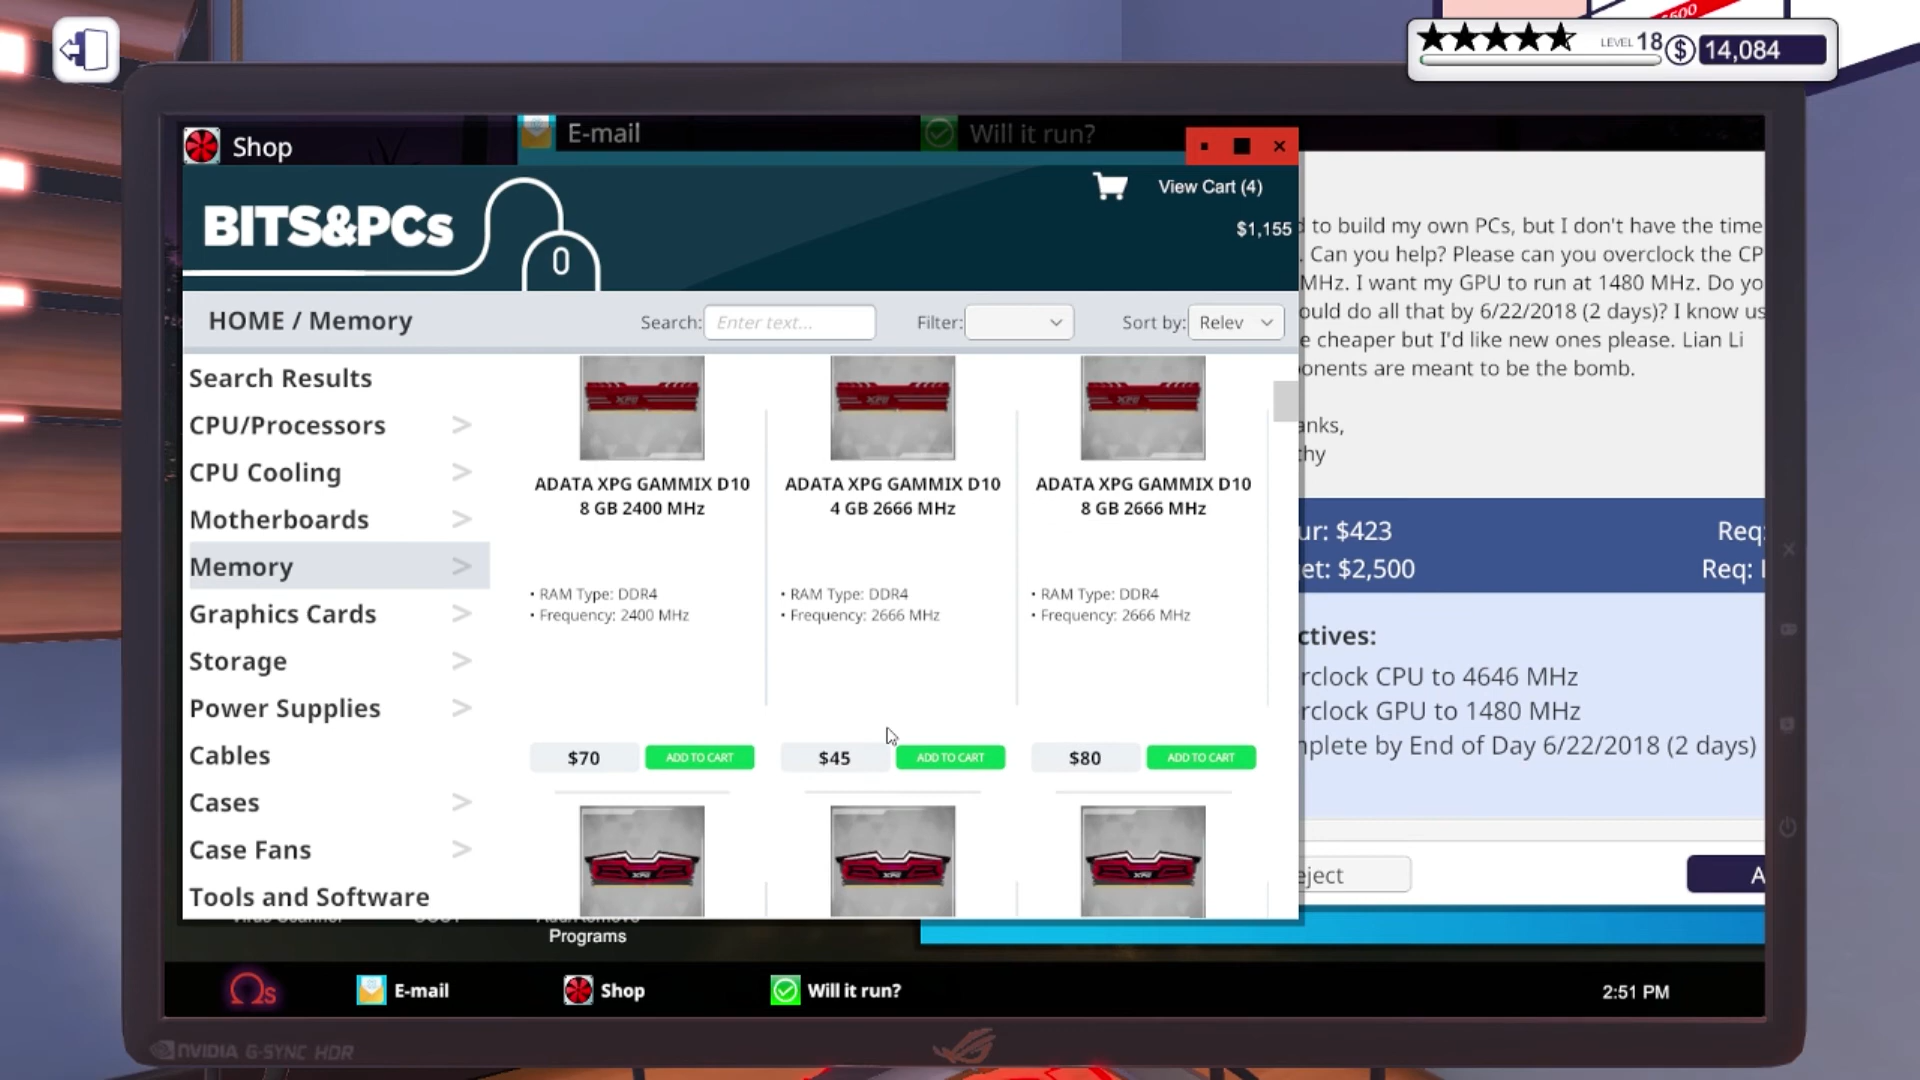 $500
LEVEL 18
$ 14,084
Shop
E-mail
Will it run?
BITS&PCs
View Cart (4)
$1,155
HOME / Memory
Search: Enter text...
Filter:
Sort by: Relev
Search Results
CPU/Processors >
CPU Cooling >
Motherboards >
Memory >
Graphics Cards >
Storage >
Power Supplies >
Cables
Cases >
Case Fans >
Tools and Software
ADATA XPG GAMMIX D10
8 GB 2400 MHz
• RAM Type: DDR4
• Frequency: 2400 MHz
$70
ADD TO CART
ADATA XPG GAMMIX D10
4 GB 2666 MHz
• RAM Type: DDR4
• Frequency: 2666 MHz
$45
ADD TO CART
ADATA XPG GAMMIX D10
8 GB 2666 MHz
• RAM Type: DDR4
• Frequency: 2666 MHz
$80
ADD TO CART
to build my own PCs, but I don't have the time
. Can you help? Please can you overclock the CP
MHz. I want my GPU to run at 1480 MHz. Do yo
ould do all that by 6/22/2018 (2 days)? I know us
e cheaper but I'd like new ones please. Lian Li
onents are meant to be the bomb.
anks,
thy
ur: $423
Req:
et: $2,500
Req:
ctives:
rclock CPU to 4646 MHz
rclock GPU to 1480 MHz
mplete by End of Day 6/22/2018 (2 days)
eject
A
Programs
Ωs
E-mail
Shop
Will it run?
2:51 PM
NVIDIA G-SYNC HDR